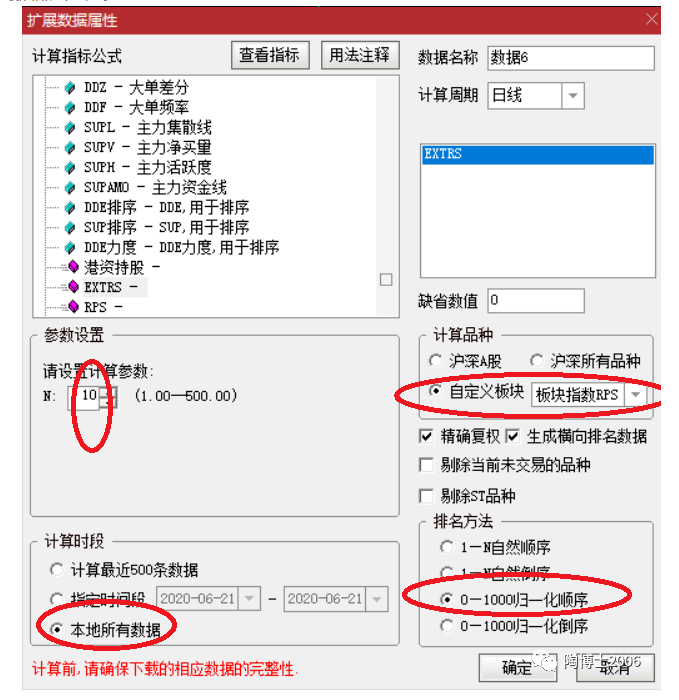 扩展数据属性
计算指标公式
查看指标
用法注释
DDZ - 大单差分
DDF - 大单频率
SUPL - 主力集散线
SUPV - 主力净买量
SUPH - 主力活跃度
SUPAMO - 主力资金线
DDE排序 - DDE,用于排序
SUP排序 - SUP,用于排序
DDE力度 - DDE力度,用于排序
港资持股 -
EXTRS -
RPS -
数据名称 数据6
计算周期 日线
EXTRS
缺省数值 0
参数设置
请设置计算参数:
N: 10 (1.00—500.00)
计算品种
沪深A股 沪深所有品种
自定义板块 板块指数RPS
精确复权 生成横向排名数据
剔除当前未交易的品种
剔除ST品种
计算时段
计算最近500条数据
指定时间段 2020-06-21 - 2020-06-21
本地所有数据
排名方法
1—N自然顺序
1—N自然倒序
0—1000归一化顺序
0—1000归一化倒序
计算前,请确保下载的相应数据的完整性.
确定
取消
陶博士2006